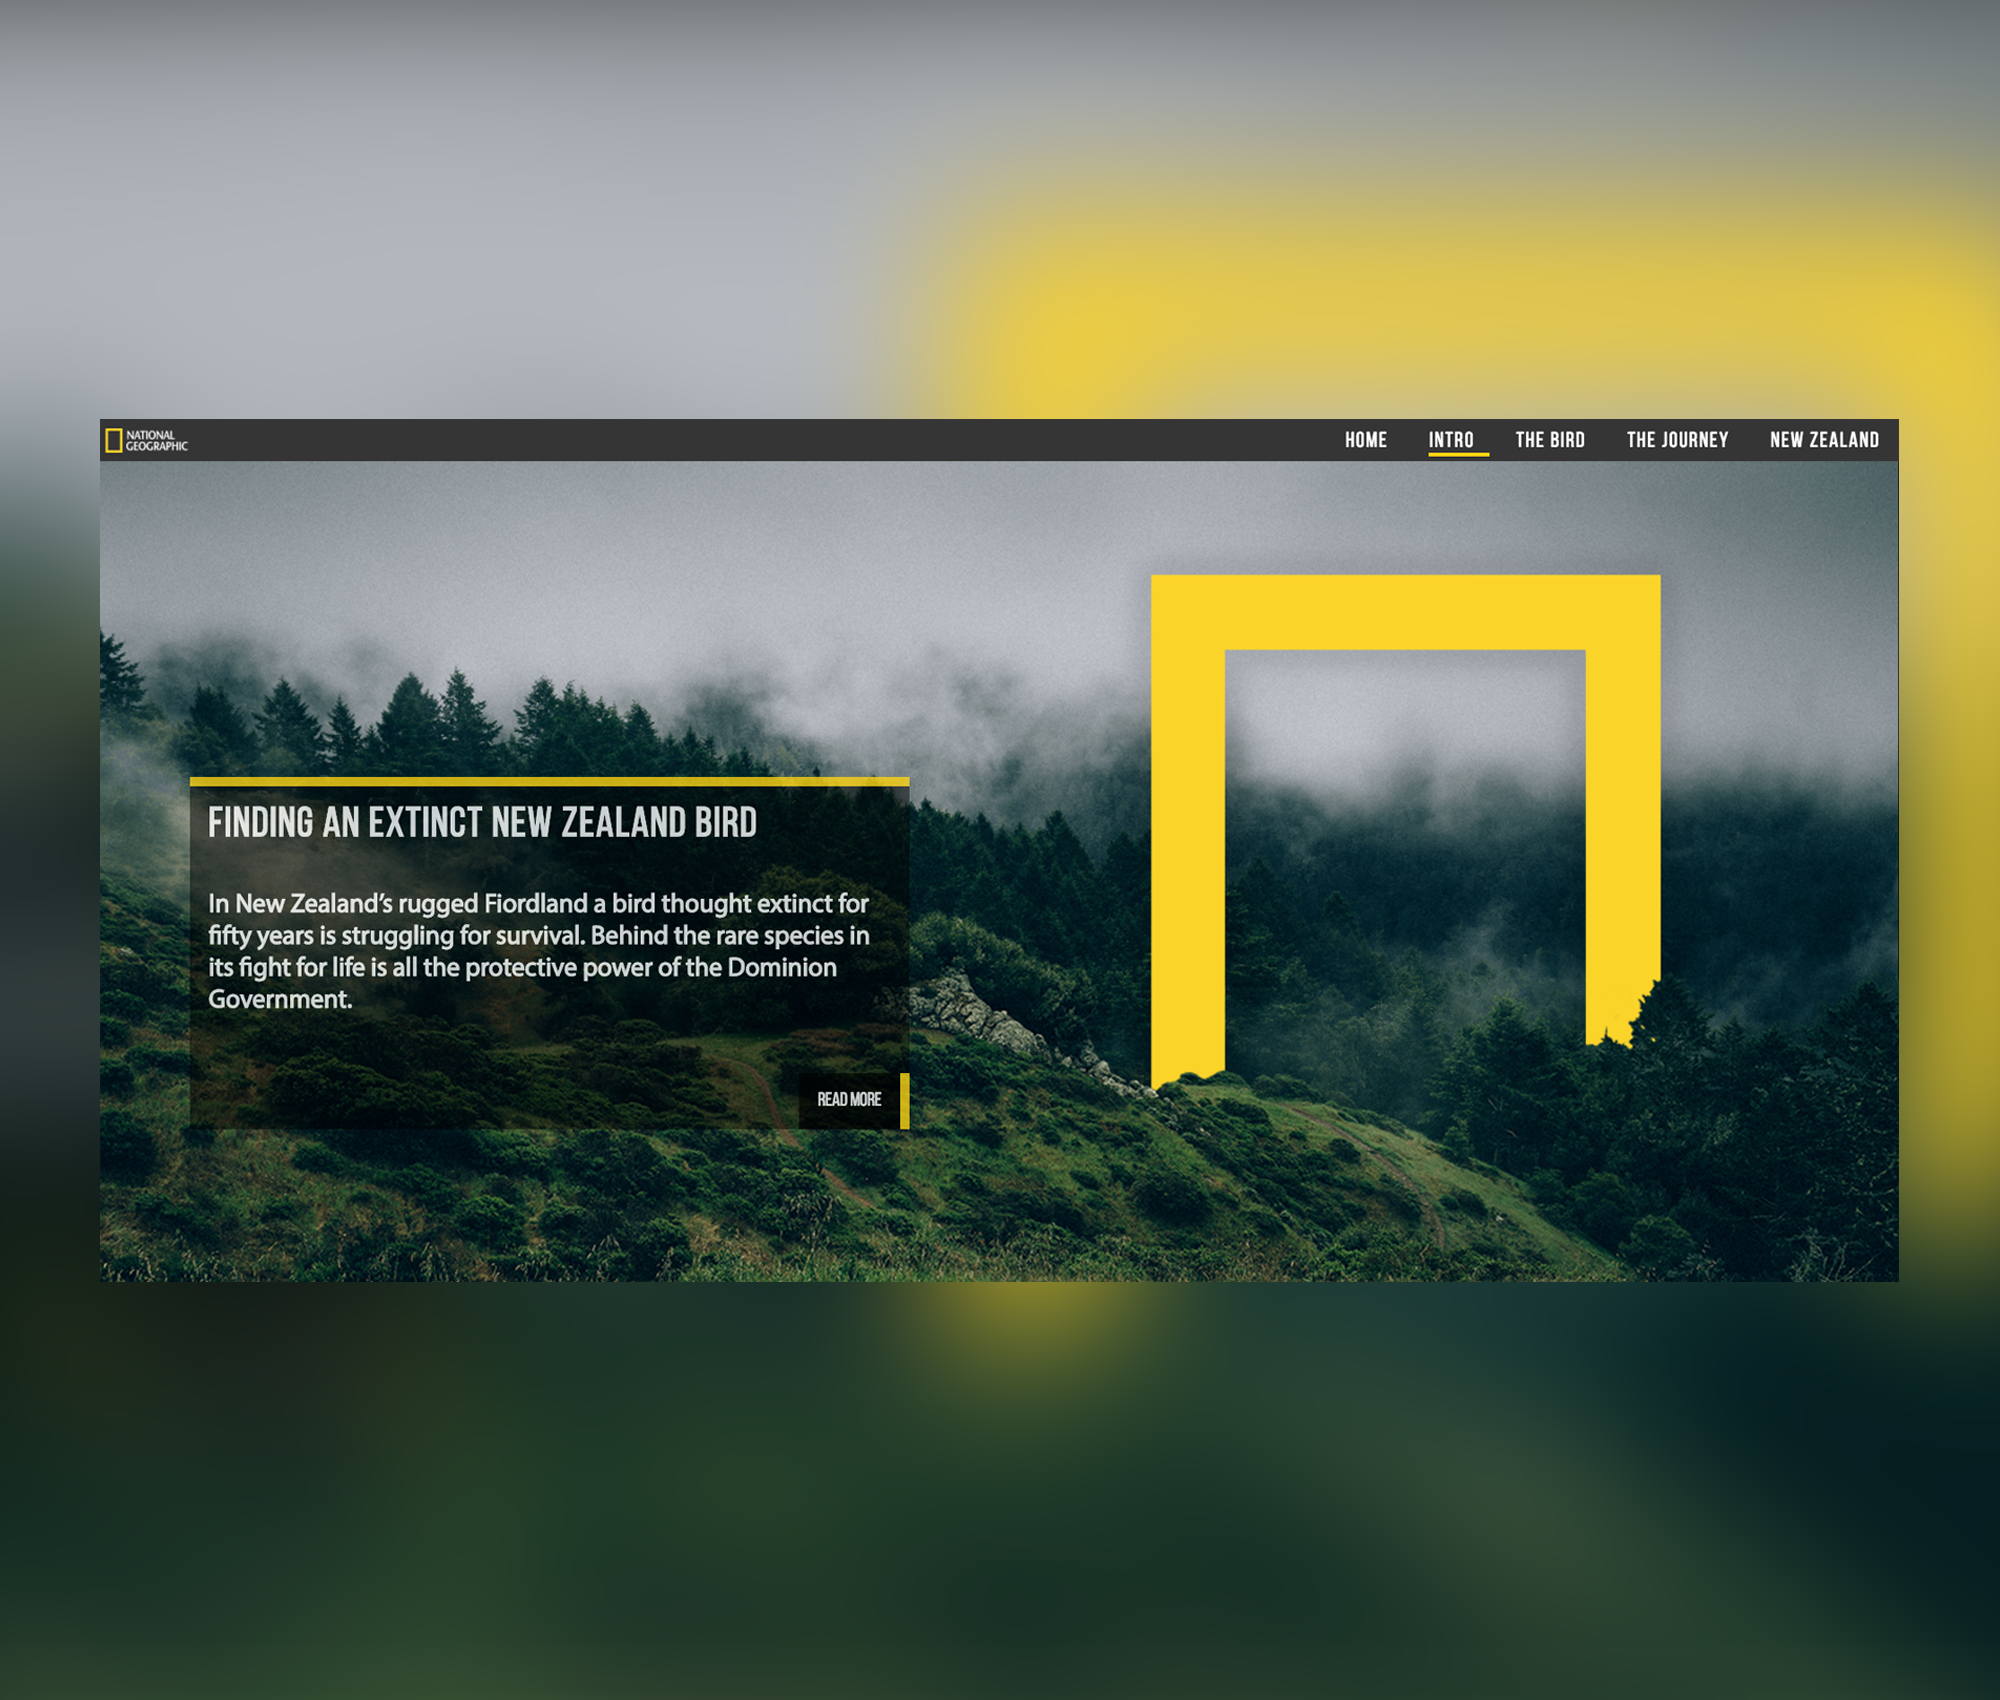 NATIONAL
GEOGRAPHIC
HOME INTRO THE BIRD THE JOURNEY NEW ZEALAND
FINDING AN EXTINCT NEW ZEALAND BIRD
In New Zealand’s rugged Fiordland a bird thought extinct for
fifty years is struggling for survival. Behind the rare species in
its fight for life is all the protective power of the Dominion
Government.
READ MORE